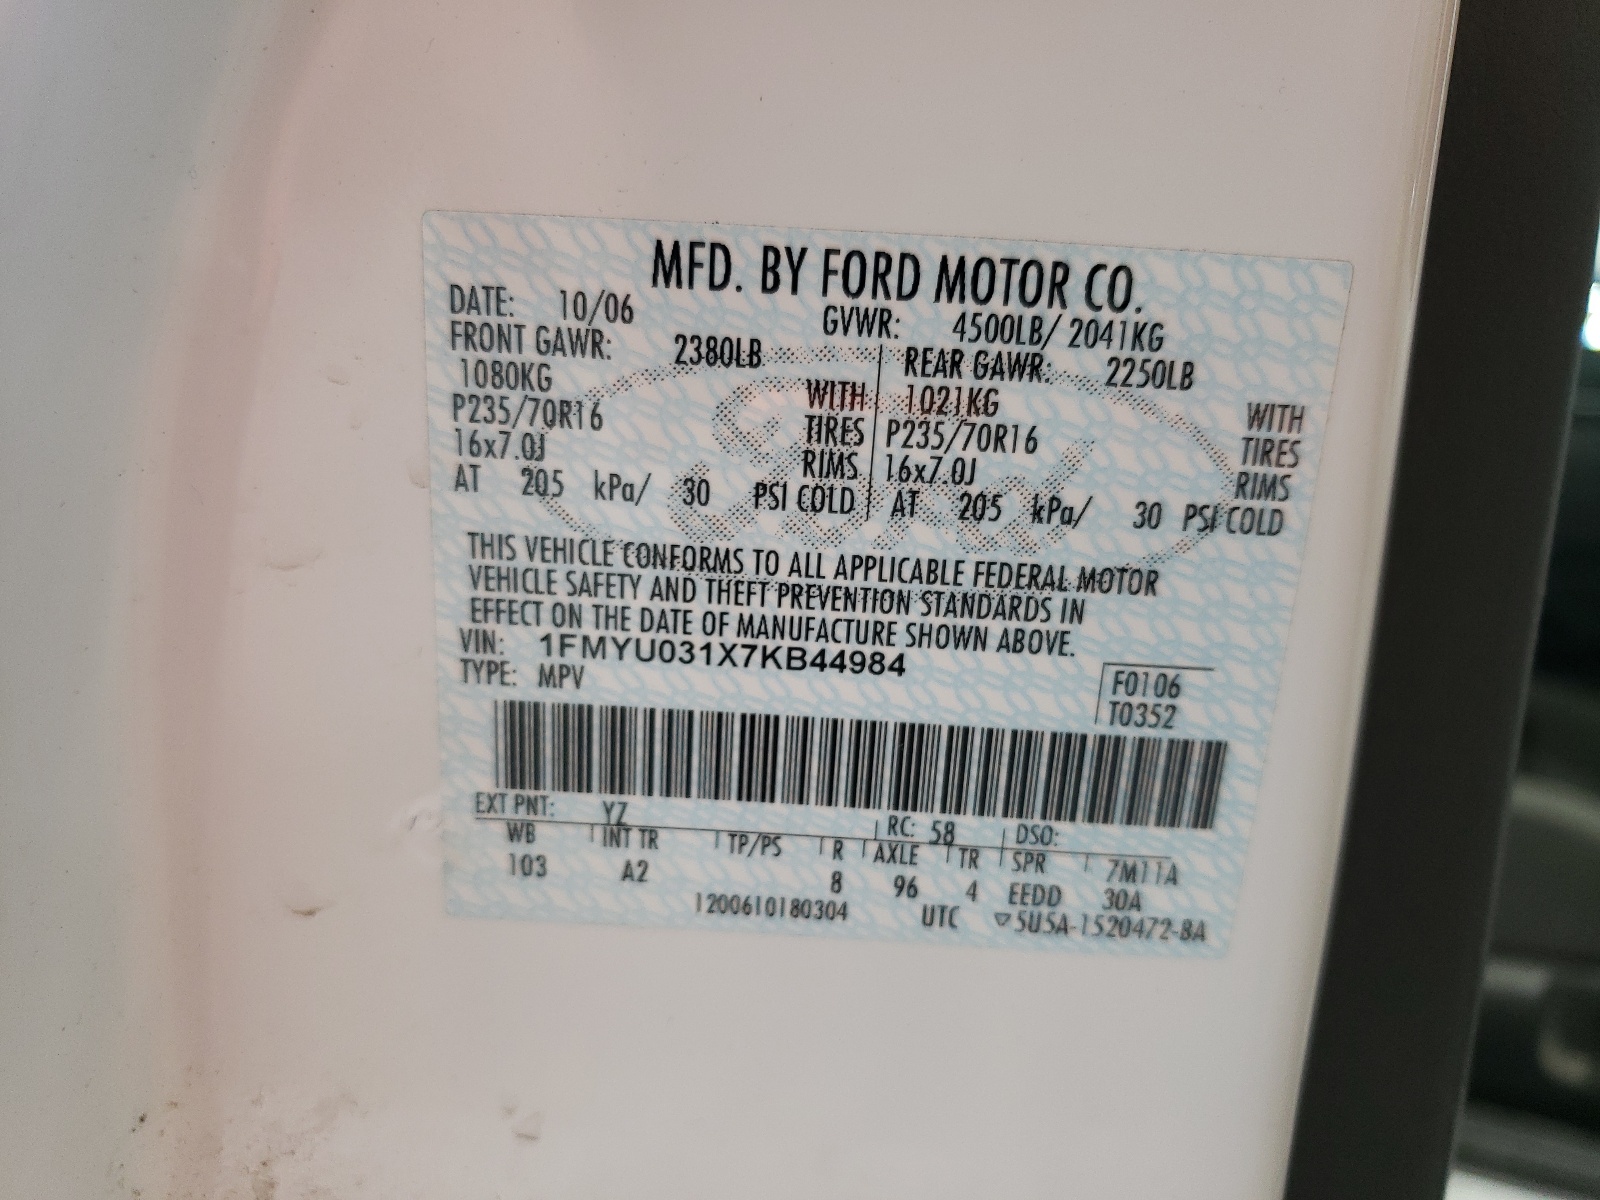 MFD. BY FORD MOTOR CO.
DATE: 10/06 GVWR: 4500LB/ 2041KG
FRONT GAWR: 2380LB REAR GAWR: 2250LB
1080KG WITH 1021KG WITH
P235/70R16 TIRES P235/70R16 TIRES
16x7.0J RIMS 16x7.0J RIMS
AT 205 kPa/ 30 PSI COLD AT 205 kPa/ 30 PSI COLD
THIS VEHICLE CONFORMS TO ALL APPLICABLE FEDERAL MOTOR
VEHICLE SAFETY AND THEFT PREVENTION STANDARDS IN
EFFECT ON THE DATE OF MANUFACTURE SHOWN ABOVE.
VIN: 1FMYU031X7KB44984
TYPE: MPV
F0106
T0352
EXT PNT: YZ RC: 58 DSO:
WB INT TR TP/PS R AXLE TR SPR 7M11A
103 A2 8 96 4 EEDD 30A
1200610180304 UTC ▽5U5A-1520472-BA
Ford